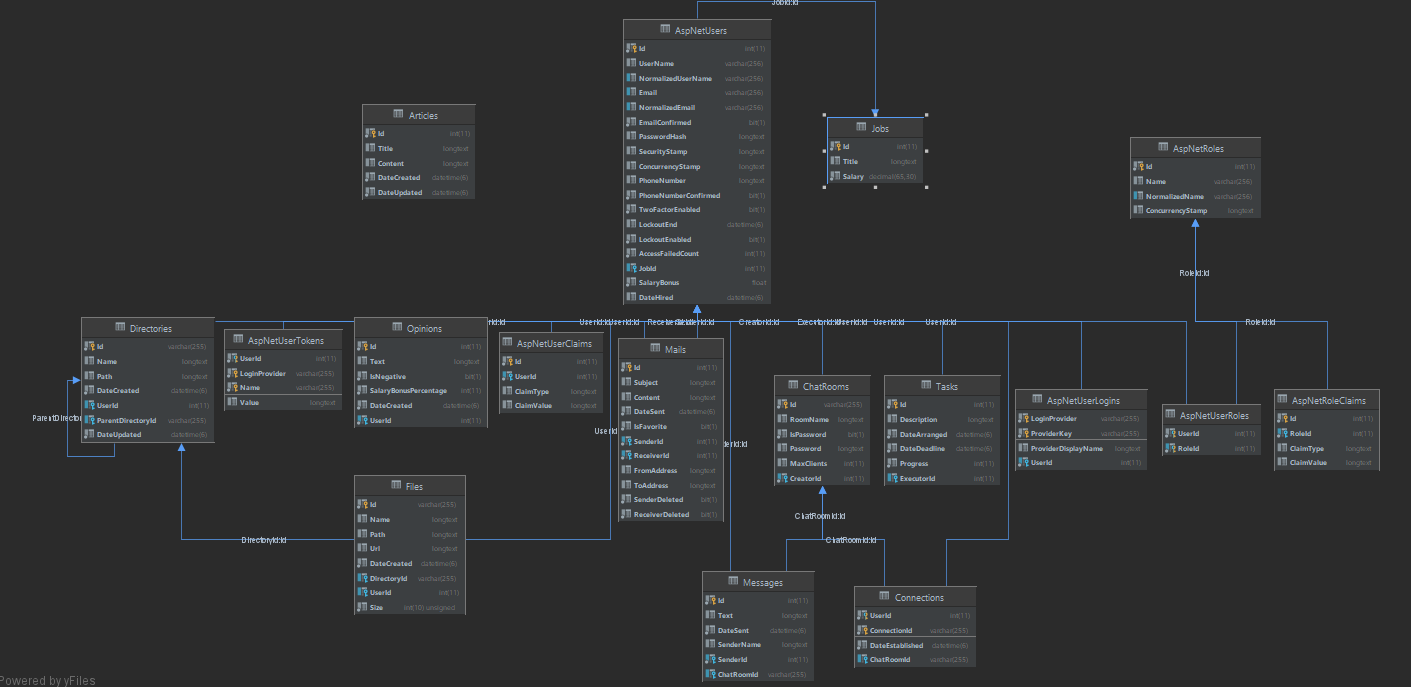 JobId:Id
AspNetUsers
Id int(11)
UserName varchar(256)
NormalizedUserName varchar(256)
Email varchar(256)
NormalizedEmail varchar(256)
EmailConfirmed bit(1)
PasswordHash longtext
SecurityStamp longtext
ConcurrencyStamp longtext
PhoneNumber longtext
PhoneNumberConfirmed bit(1)
TwoFactorEnabled bit(1)
LockoutEnd datetime(6)
LockoutEnabled bit(1)
AccessFailedCount int(11)
JobId int(11)
SalaryBonus float
DateHired datetime(6)
Articles
Id int(11)
Title longtext
Content longtext
DateCreated datetime(6)
DateUpdated datetime(6)
Jobs
Id int(11)
Title longtext
Salary decimal(65,30)
AspNetRoles
Id int(11)
Name varchar(256)
NormalizedName varchar(256)
ConcurrencyStamp longtext
RoleId:Id
UserId:Id
CreatorId:Id
UserId:Id
UserId:Id
RoleId:Id
Directories
Id varchar(255)
Name longtext
Path longtext
DateCreated datetime(6)
UserId int(11)
ParentDirectoryId varchar(255)
DateUpdated datetime(6)
AspNetUserTokens
UserId int(11)
LoginProvider varchar(255)
Name varchar(255)
Value longtext
Opinions
Id int(11)
Text longtext
IsNegative bit(1)
SalaryBonusPercentage int(11)
DateCreated datetime(6)
UserId int(11)
AspNetUserClaims
Id int(11)
UserId int(11)
ClaimType longtext
ClaimValue longtext
Mails
Id int(11)
Subject longtext
Content longtext
DateSent datetime(6)
IsFavorite bit(1)
SenderId int(11)
ReceiverId int(11)
FromAddress longtext
ToAddress longtext
SenderDeleted bit(1)
ReceiverDeleted bit(1)
ChatRooms
Id varchar(255)
RoomName longtext
IsPassword bit(1)
Password longtext
MaxClients int(11)
CreatorId int(11)
Tasks
Id int(11)
Description longtext
DateArranged datetime(6)
DateDeadline datetime(6)
Progress int(11)
ExecutorId int(11)
AspNetUserLogins
LoginProvider varchar(255)
ProviderKey varchar(255)
ProviderDisplayName longtext
UserId int(11)
AspNetUserRoles
UserId int(11)
RoleId int(11)
AspNetRoleClaims
Id int(11)
RoleId int(11)
ClaimType longtext
ClaimValue longtext
ParentDirector
UserId
Files
Id varchar(255)
Name longtext
Path longtext
Url longtext
DateCreated datetime(6)
DirectoryId varchar(255)
UserId int(11)
Size int(10) unsigned
DirectoryId:Id
ChatRoomId:Id
ChatRoomId:Id
Messages
Id int(11)
Text longtext
DateSent datetime(6)
SenderName longtext
SenderId int(11)
ChatRoomId varchar(255)
Connections
UserId int(11)
ConnectionId varchar(255)
DateEstablished datetime(6)
ChatRoomId varchar(255)
Powered by yFiles